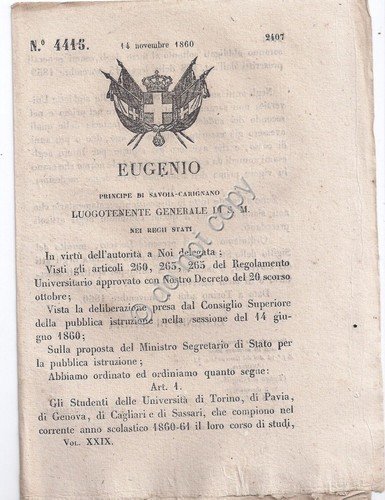 N.º 4415.
14 novembre 1860
2407
EUGENIO
PRINCIPE DI SAVOIA-CARIGNANO
LUOGOTENENTE GENERALE DI S. M.
NEI REGII STATI
In virtù dell'autorità a Noi delegata;
Visti gli articoli 260, 263, 265 del Regolamento
Universitario approvato con Nostro Decreto del 20 scorso
ottobre;
Vista la deliberazione presa dal Consiglio Superiore
della pubblica istruzione nella sessione del 14 giu-
gno 1860;
Sulla proposta del Ministro Segretario di Stato per
la pubblica istruzione;
Abbiamo ordinato ed ordiniamo quanto segue:
Art. 1.
Gli Studenti delle Università di Torino, di Pavia,
di Genova, di Cagliari e di Sassari, che compiono nel
corrente anno scolastico 1860-61 il loro corso di studi,
VOL. XXIX.